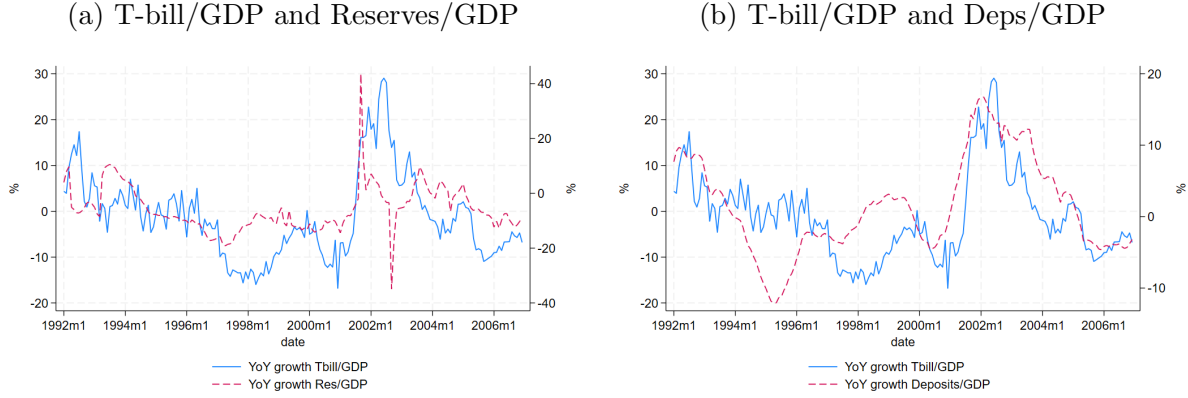 (a) T-bill/GDP and Reserves/GDP
%
30
20
10
0
-10
-20
40
20
0
-20
-40
%
1992m1 1994m1 1996m1 1998m1 2000m1 2002m1 2004m1 2006m1
date
YoY growth Tbill/GDP
YoY growth Res/GDP
(b) T-bill/GDP and Deps/GDP
%
30
20
10
0
-10
-20
20
10
0
-10
%
1992m1 1994m1 1996m1 1998m1 2000m1 2002m1 2004m1 2006m1
date
YoY growth Tbill/GDP
YoY growth Deposits/GDP